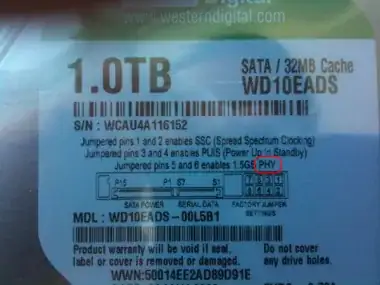 Digital
www.westerndigital.com
1.0TB
SATA / 32MB Cache
WD10EADS
S/N : WCAU4A116152
Jumpered pins 1 and 2 enables SSC (Spread Spectrum Clocking)
Jumpered pins 3 and 4 enables PUIS (Power Up In Standby)
Jumpered pins 5 and 6 enables 1.5GB PHY
P15 P1 S7 S1
SATA POWER SERIAL DATA FACTORY JUMPER
SETTINGS
MDL : WD10EADS-00L5B1
Product warranty will be void if seal,
label or cover is removed or damaged.
Do not cover
any drive holes.
WWN:50014EE2AD89D91E